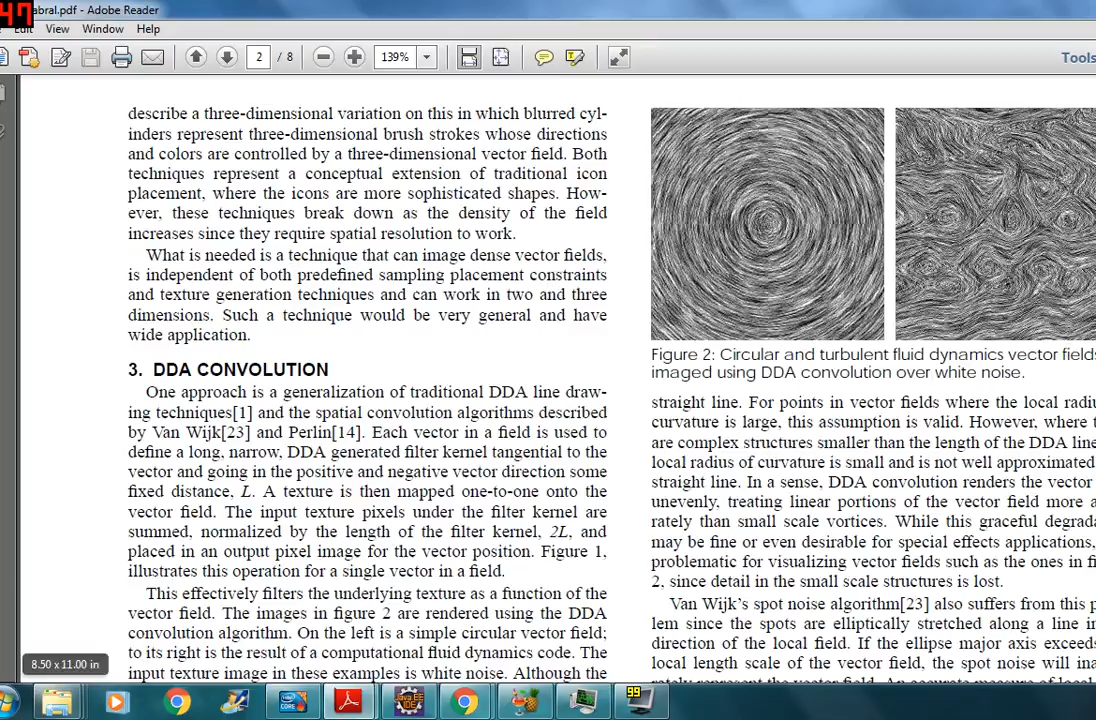 47
abral.pdf - Adobe Reader
Edit View Window Help
2 / 8 139% Tools
describe a three-dimensional variation on this in which blurred cyl-
inders represent three-dimensional brush strokes whose directions
and colors are controlled by a three-dimensional vector field. Both
techniques represent a conceptual extension of traditional icon
placement, where the icons are more sophisticated shapes. How-
ever, these techniques break down as the density of the field
increases since they require spatial resolution to work.
What is needed is a technique that can image dense vector fields,
is independent of both predefined sampling placement constraints
and texture generation techniques and can work in two and three
dimensions. Such a technique would be very general and have
wide application.
3. DDA CONVOLUTION
One approach is a generalization of traditional DDA line draw-
ing techniques[1] and the spatial convolution algorithms described
by Van Wijk[23] and Perlin[14]. Each vector in a field is used to
define a long, narrow, DDA generated filter kernel tangential to the
vector and going in the positive and negative vector direction some
fixed distance, L. A texture is then mapped one-to-one onto the
vector field. The input texture pixels under the filter kernel are
summed, normalized by the length of the filter kernel, 2L, and
placed in an output pixel image for the vector position. Figure 1,
illustrates this operation for a single vector in a field.
This effectively filters the underlying texture as a function of the
vector field. The images in figure 2 are rendered using the DDA
convolution algorithm. On the left is a simple circular vector field;
to its right is the result of a computational fluid dynamics code. The
input texture image in these examples is white noise. Although the
Figure 2: Circular and turbulent fluid dynamics vector fields
imaged using DDA convolution over white noise.
straight line. For points in vector fields where the local radiu
curvature is large, this assumption is valid. However, where t
are complex structures smaller than the length of the DDA line
local radius of curvature is small and is not well approximated
straight line. In a sense, DDA convolution renders the vector
unevenly, treating linear portions of the vector field more a
rately than small scale vortices. While this graceful degrada
may be fine or even desirable for special effects applications,
problematic for visualizing vector fields such as the ones in fi
2, since detail in the small scale structures is lost.
Van Wijk's spot noise algorithm[23] also suffers from this p
lem since the spots are elliptically stretched along a line in
direction of the local field. If the ellipse major axis exceeds
local length scale of the vector field, the spot noise will ina
8.50 x 11.00 in
CORE
Java EE
IDE
99